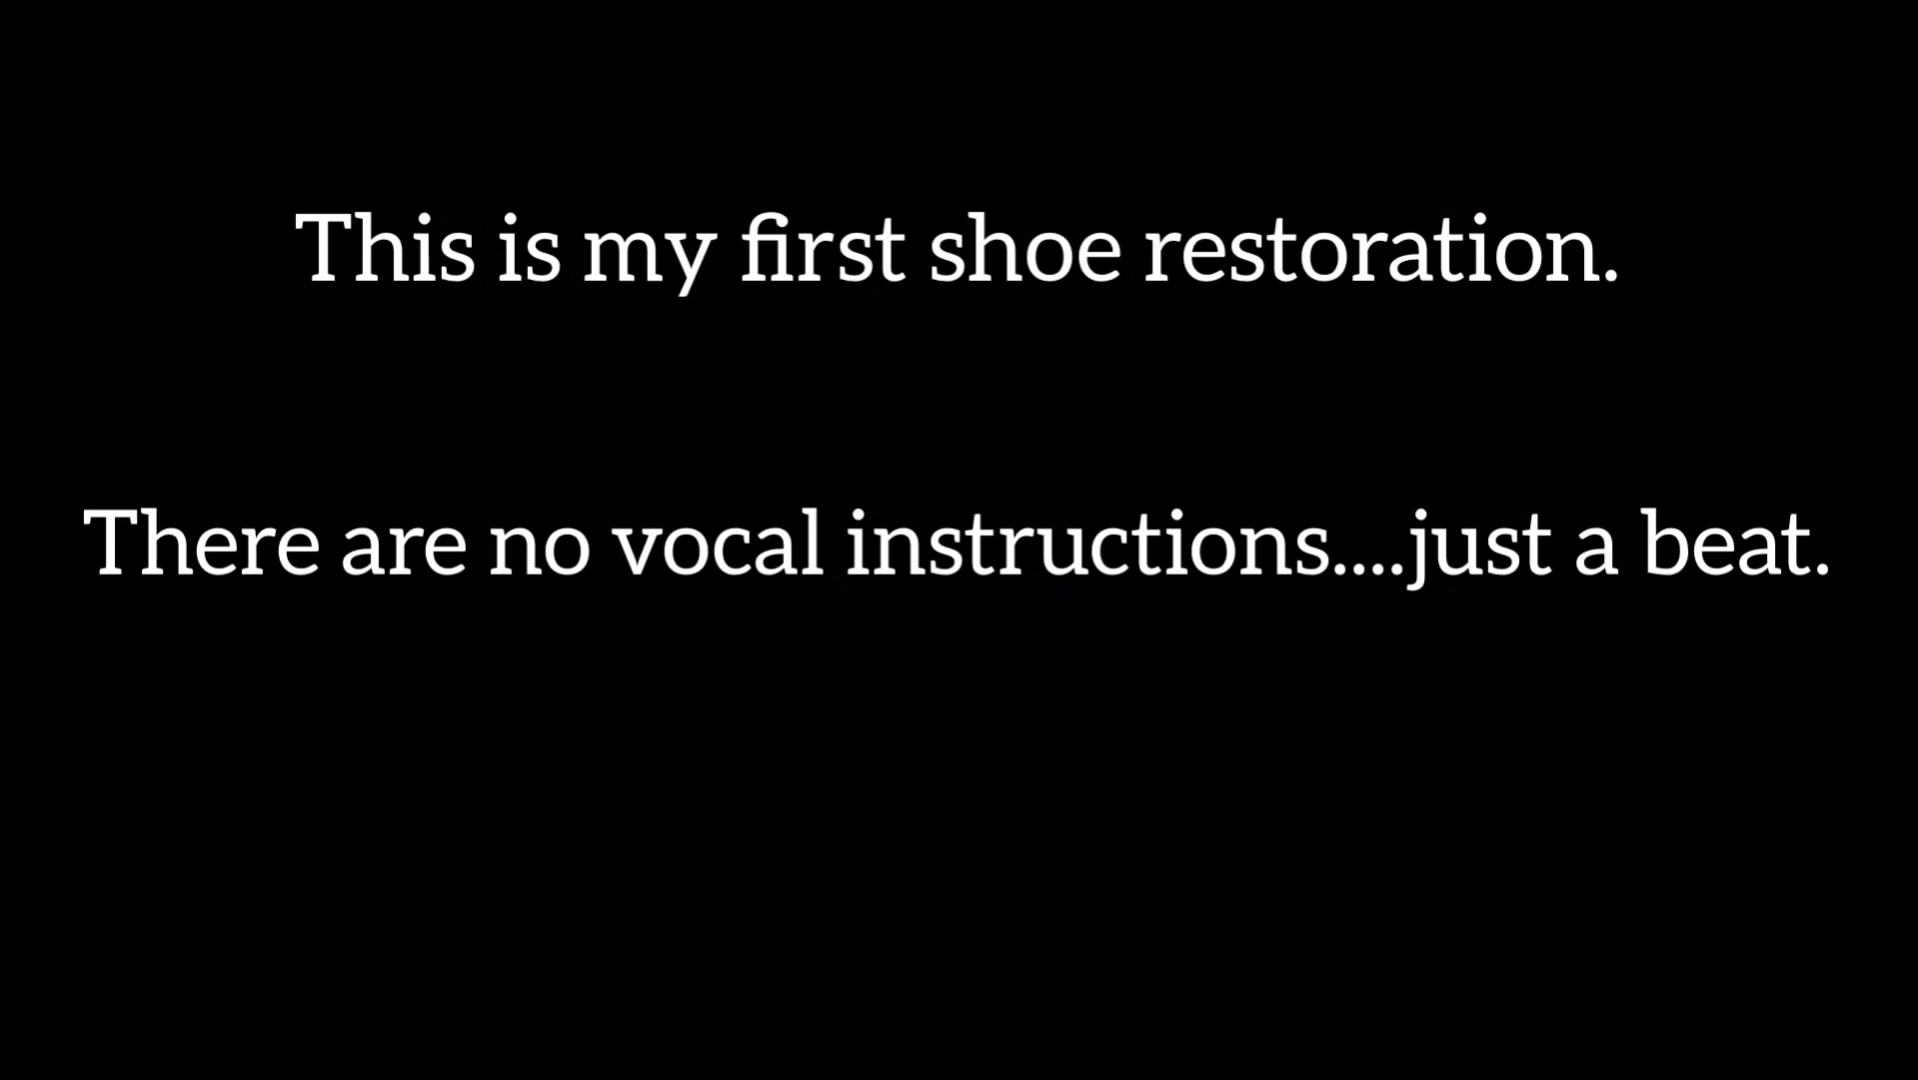 This is my first shoe restoration.
There are no vocal instructions....just a beat.